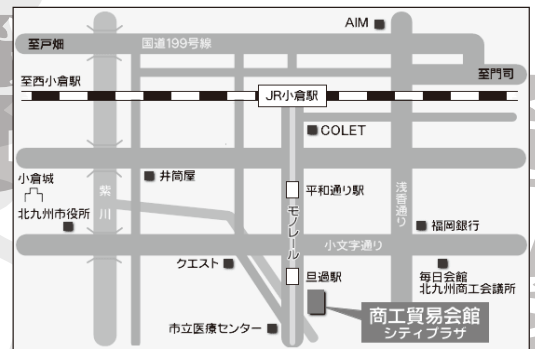 AIM
至戸畑
国道199号線
至門司
至西小倉駅
JR小倉駅
COLET
小倉城
井筒屋
紫川
平和通り駅
浅香通り
北九州市役所
モノレール
福岡銀行
小文字通り
クエスト
旦過駅
毎日会館
北九州商工会議所
商工貿易会館
シティプラザ
市立医療センター